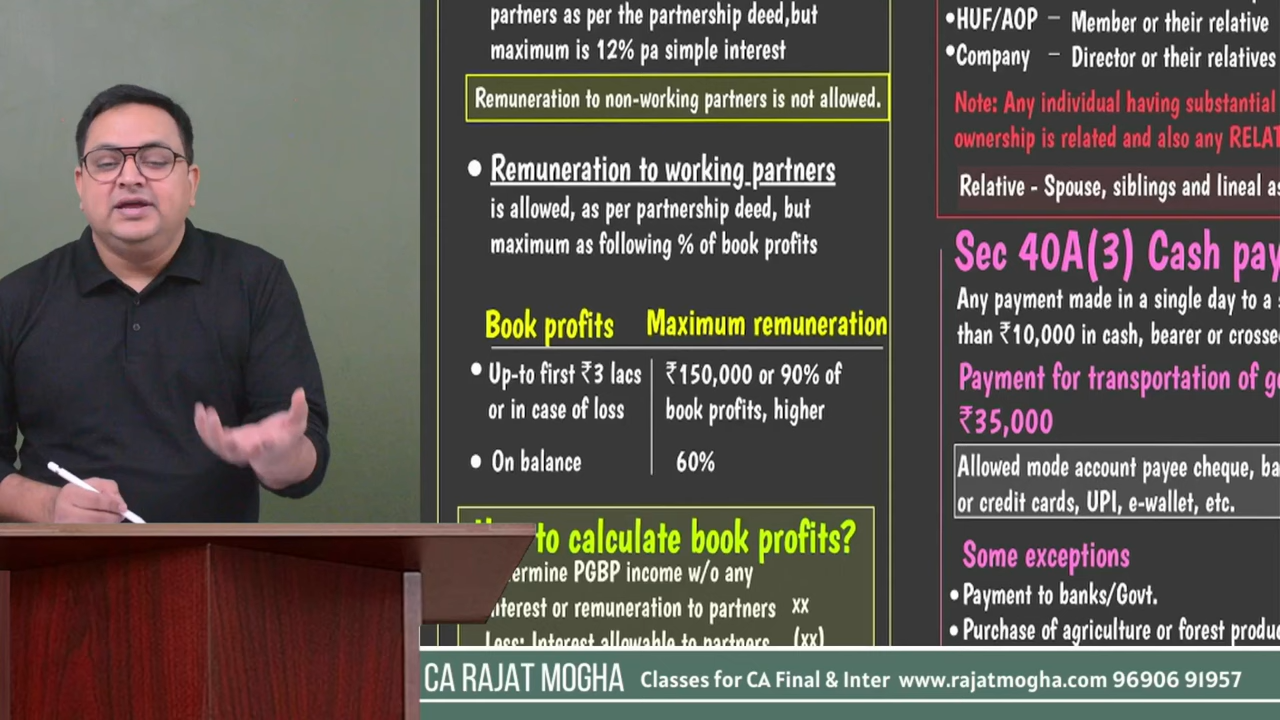 partners as per the partnership deed,but
maximum is 12% pa simple interest
Remuneration to non-working partners is not allowed.
• Remuneration to working partners
is allowed, as per partnership deed, but
maximum as following % of book profits
Book profits Maximum remuneration
• Up-to first ₹3 lacs ₹150,000 or 90% of
or in case of loss book profits, higher
• On balance 60%
to calculate book profits?
PGBP income w/o any
or remuneration to partners xx
Less: Interest allowable to partners (xx)
•HUF/AOP – Member or their relative
•Company – Director or their relatives
Note: Any individual having substantial
ownership is related and also any
Relative - Spouse, siblings and lineal
Sec 40A(3) Cash
Any payment made in a single day to a
than ₹10,000 in cash, bearer or
Payment for transportation of
₹35,000
Allowed mode account payee cheque,
or credit cards, UPI, e-wallet, etc.
Some exceptions
• Payment to banks/Govt.
• Purchase of agriculture or forest
CA RAJAT MOGHA Classes for CA Final & Inter www.rajatmogha.com 96906 91957